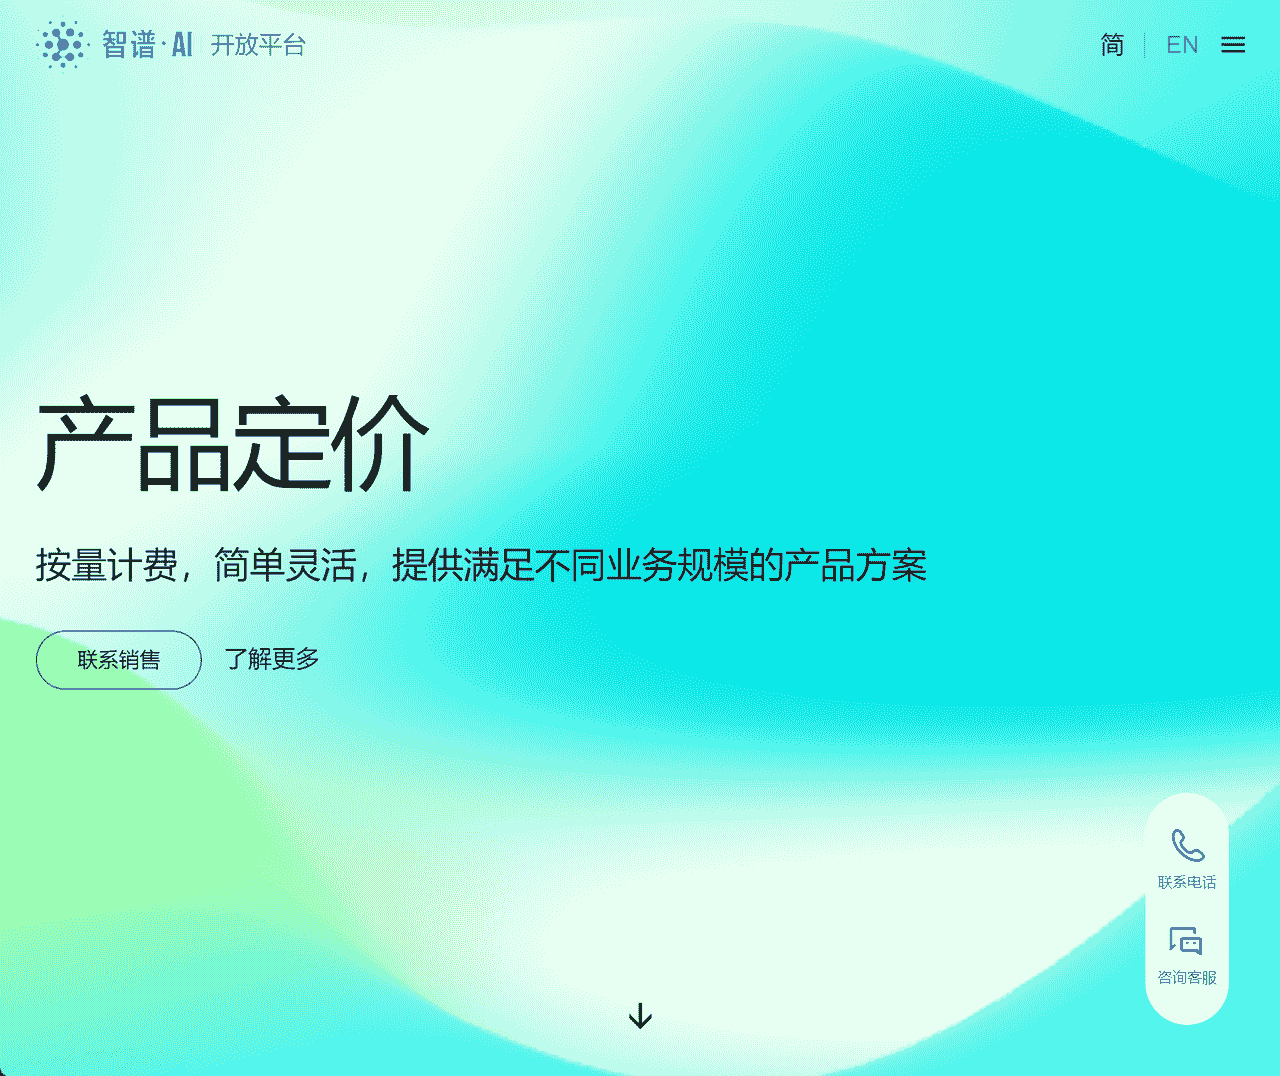 智谱·AI 开放平台
简 EN
产品定价
按量计费，简单灵活，提供满足不同业务规模的产品方案
联系销售 了解更多
联系电话
咨询客服